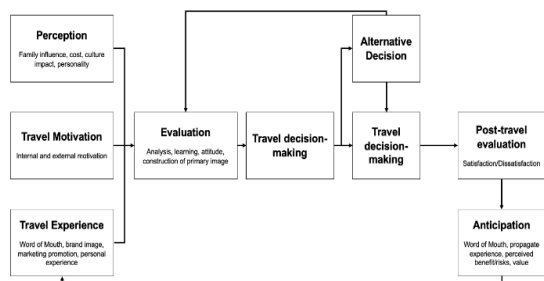 Perception
Family influence, cost, culture
impact, personality
Alternative
Decision
Travel Motivation
Internal and external motivation
Evaluation
Analysis, learning, attitude,
construction of primary image
Travel decision-
making
Travel
decision-
making
Post-travel
evaluation
Satisfaction/Dissatisfaction
Travel Experience
Word of Mouth, brand image,
marketing promotion, personal
experience
Anticipation
Word of Mouth, propagate
experience, perceived
benefit/risks, value